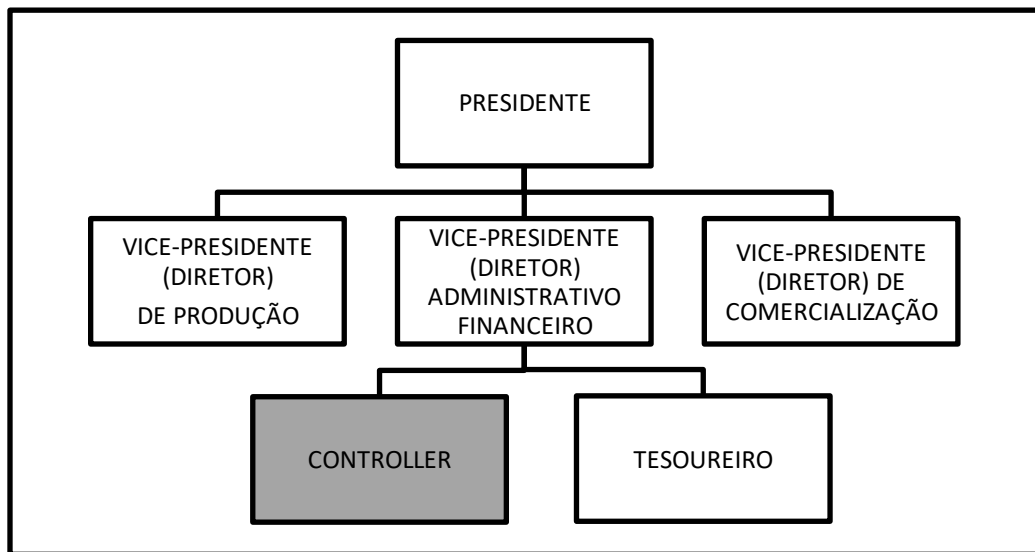 PRESIDENTE
VICE-PRESIDENTE
(DIRETOR)
DE PRODUÇÃO
VICE-PRESIDENTE
(DIRETOR)
ADMINISTRATIVO
FINANCEIRO
VICE-PRESIDENTE
(DIRETOR) DE
COMERCIALIZAÇÃO
CONTROLLER
TESOUREIRO